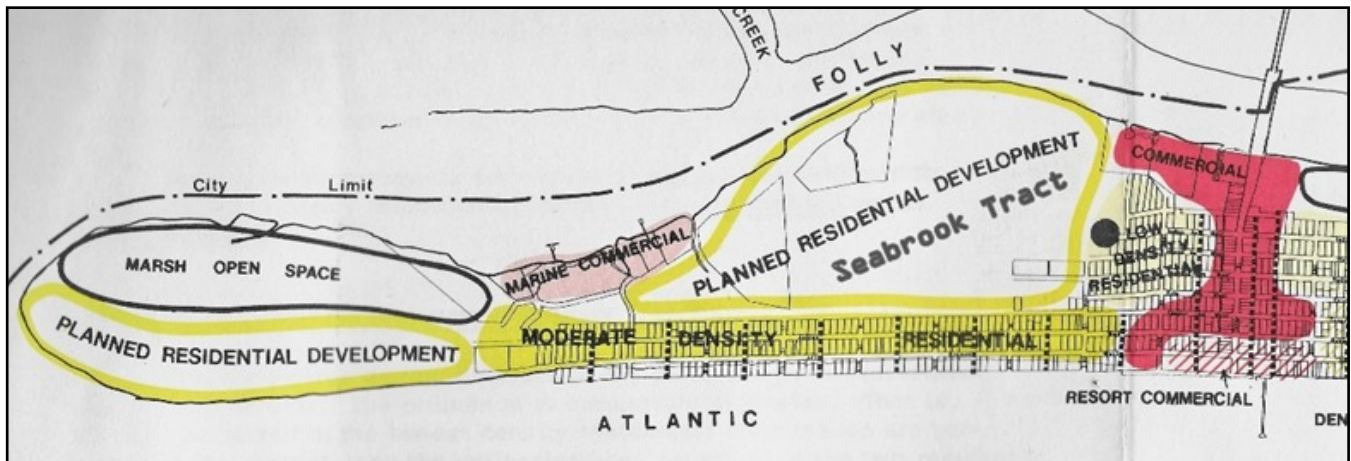 CREEK
FOLLY
City Limit
COMMERCIAL
PLANNED RESIDENTIAL DEVELOPMENT
Seabrook Tract
LOW
DENSITY
RESIDENTIAL
MARINE COMMERCIAL
MARSH OPEN SPACE
PLANNED RESIDENTIAL DEVELOPMENT
MODERATE DENSITY RESIDENTIAL
RESORT COMMERCIAL
ATLANTIC
DEN